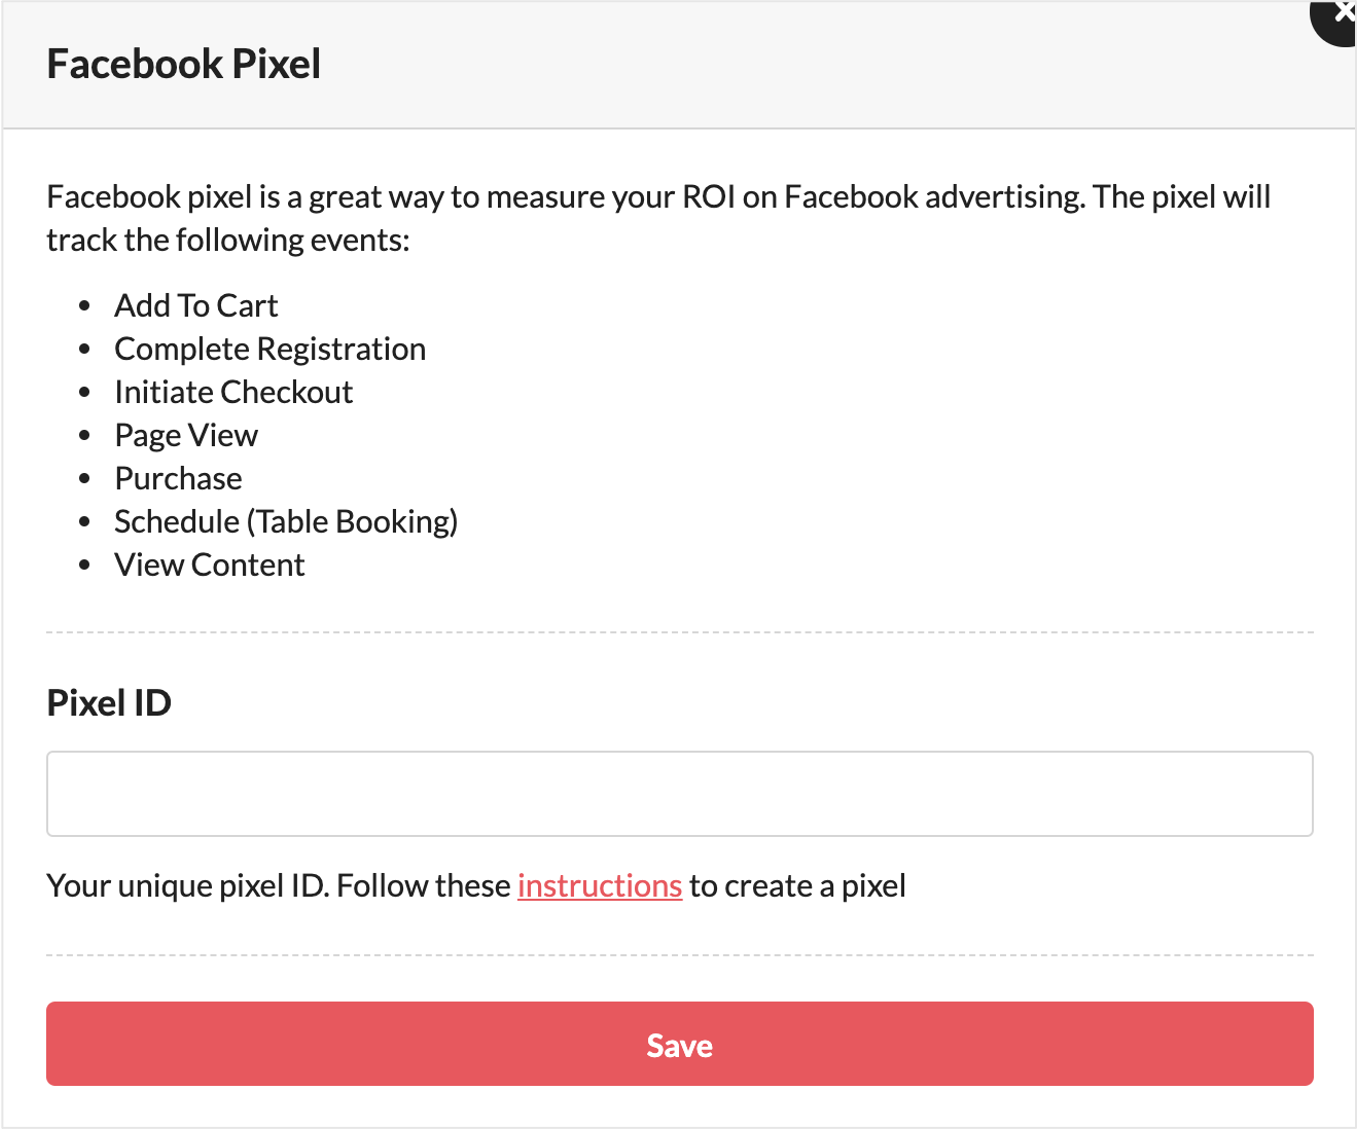 Facebook Pixel
Facebook pixel is a great way to measure your ROI on Facebook advertising. The pixel will
track the following events:
• Add To Cart
• Complete Registration
• Initiate Checkout
• Page View
• Purchase
• Schedule (Table Booking)
• View Content
Pixel ID
Your unique pixel ID. Follow these instructions to create a pixel
Save